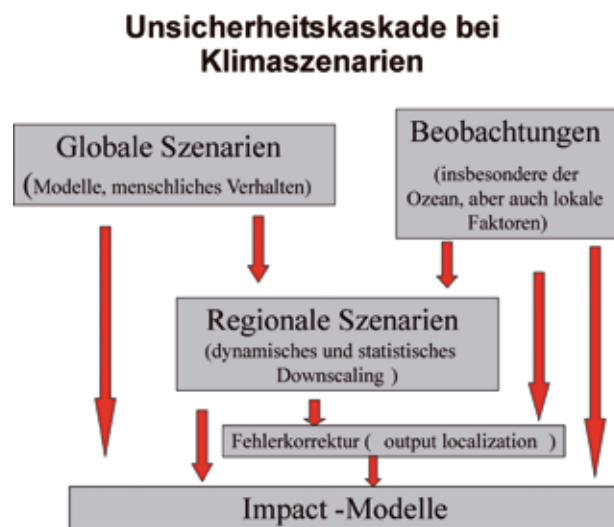 Unsicherheitskaskade bei
Klimaszenarien
Globale Szenarien
(Modelle, menschliches Verhalten)
Beobachtungen
(insbesondere der
Ozean, aber auch lokale
Faktoren)
Regionale Szenarien
(dynamisches und statistisches
Downscaling )
Fehlerkorrektur ( output localization )
Impact -Modelle